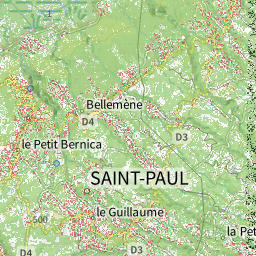 Bellemène
D4
D3
le Petit Bernica
SAINT-PAUL
le Guillaume
500
la Pet
D4
D3